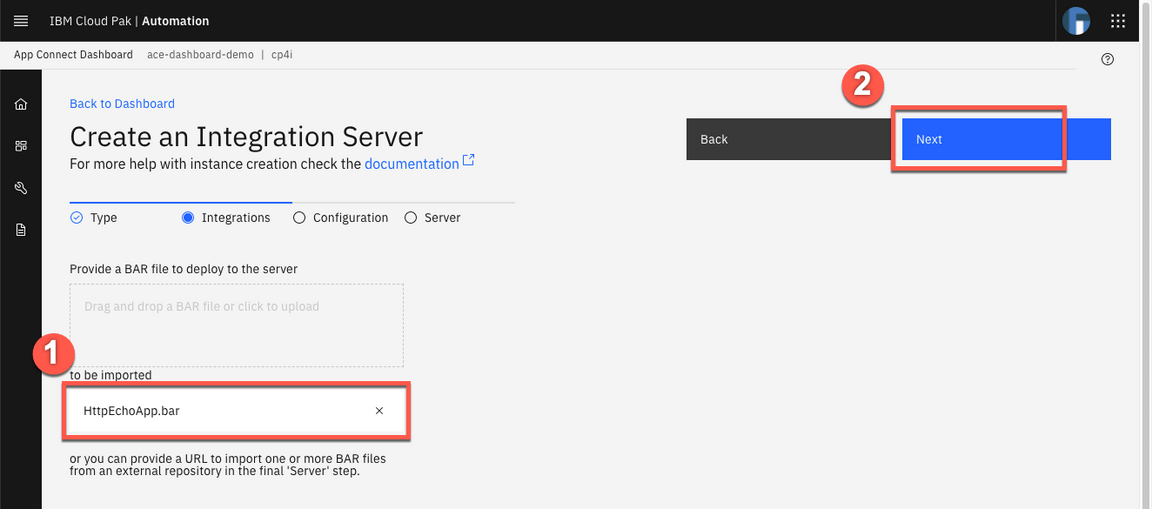 IBM Cloud Pak | Automation
App Connect Dashboard ace-dashboard-demo | cp4i
Back to Dashboard
2
Create an Integration Server
Back
Next
For more help with instance creation check the documentation
Type
Integrations
Configuration
Server
Provide a BAR file to deploy to the server
Drag and drop a BAR file or click to upload
1
to be imported
HttpEchoApp.bar
or you can provide a URL to import one or more BAR files
from an external repository in the final 'Server' step.